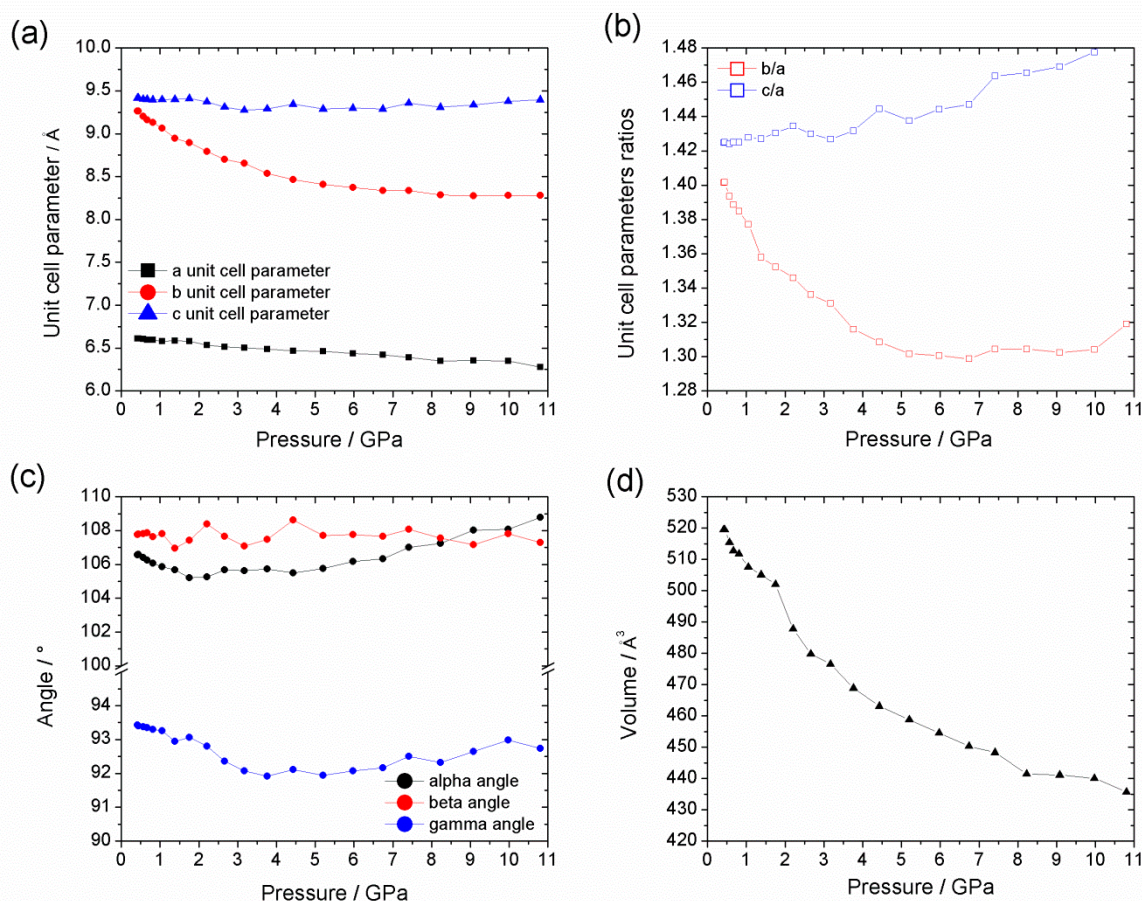 (a)
10.0
9.5
9.0
8.5
8.0
7.5
7.0
6.5
6.0
Unit cell parameter / Å
a unit cell parameter
b unit cell parameter
c unit cell parameter
0 1 2 3 4 5 6 7 8 9 10 11
Pressure / GPa
(b)
1.48
1.46
1.44
1.42
1.40
1.38
1.36
1.34
1.32
1.30
1.28
Unit cell parameters ratios
b/a
c/a
0 1 2 3 4 5 6 7 8 9 10 11
Pressure / GPa
(c)
110
108
106
104
102
100
93
92
91
90
Angle / °
alpha angle
beta angle
gamma angle
0 1 2 3 4 5 6 7 8 9 10 11
Pressure / GPa
(d)
530
520
510
500
490
480
470
460
450
440
430
420
Volume / Å³
0 1 2 3 4 5 6 7 8 9 10 11
Pressure / GPa